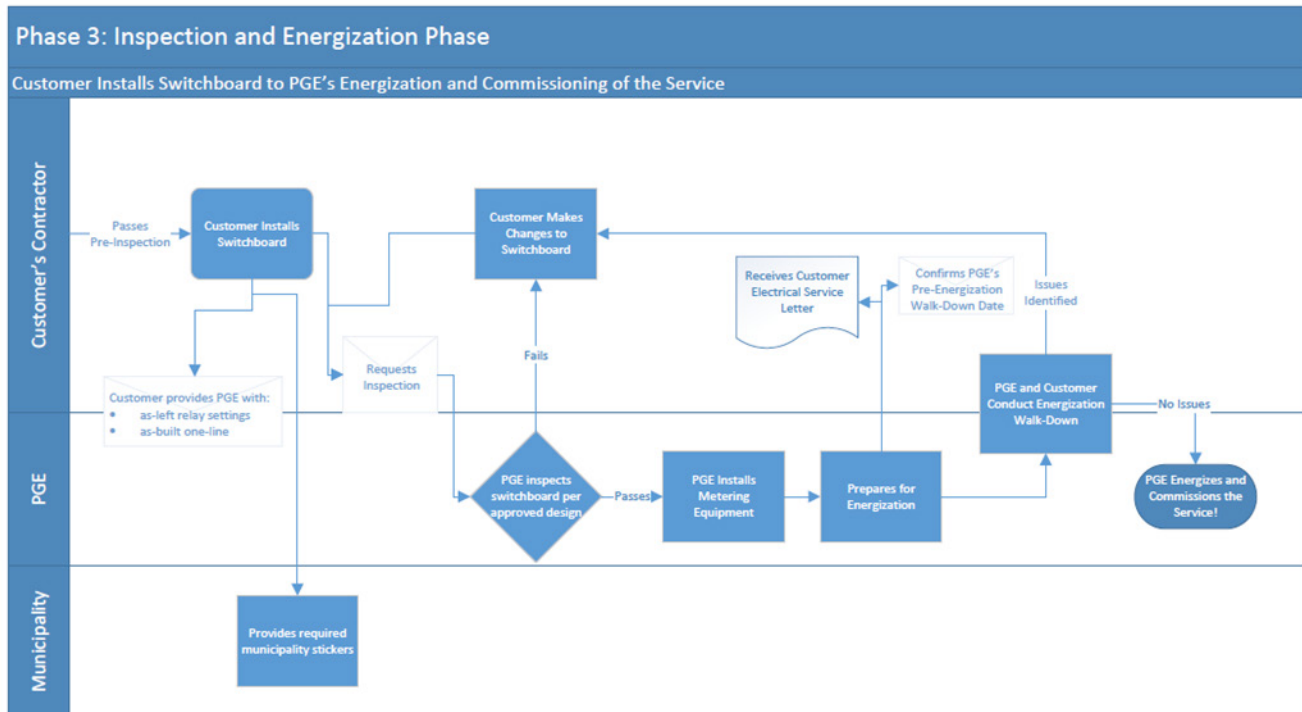 Phase 3: Inspection and Energization Phase
Customer Installs Switchboard to PGE's Energization and Commissioning of the Service
Customer's Contractor
Passes
Pre-Inspection
Customer Installs
Switchboard
Customer Makes
Changes to
Switchboard
Receives Customer
Electrical Service
Letter
Confirms PGE's
Pre-Energization
Walk-Down Date
Issues
Identified
Requests
Inspection
Fails
Customer provides PGE with:
• as-left relay settings
• as-built one-line
PGE and Customer
Conduct Energization
Walk-Down
No Issues
PGE
PGE inspects
switchboard per
approved design
Passes
PGE Installs
Metering
Equipment
Prepares for
Energization
PGE Energizes and
Commissions the
Service!
Municipality
Provides required
municipality stickers